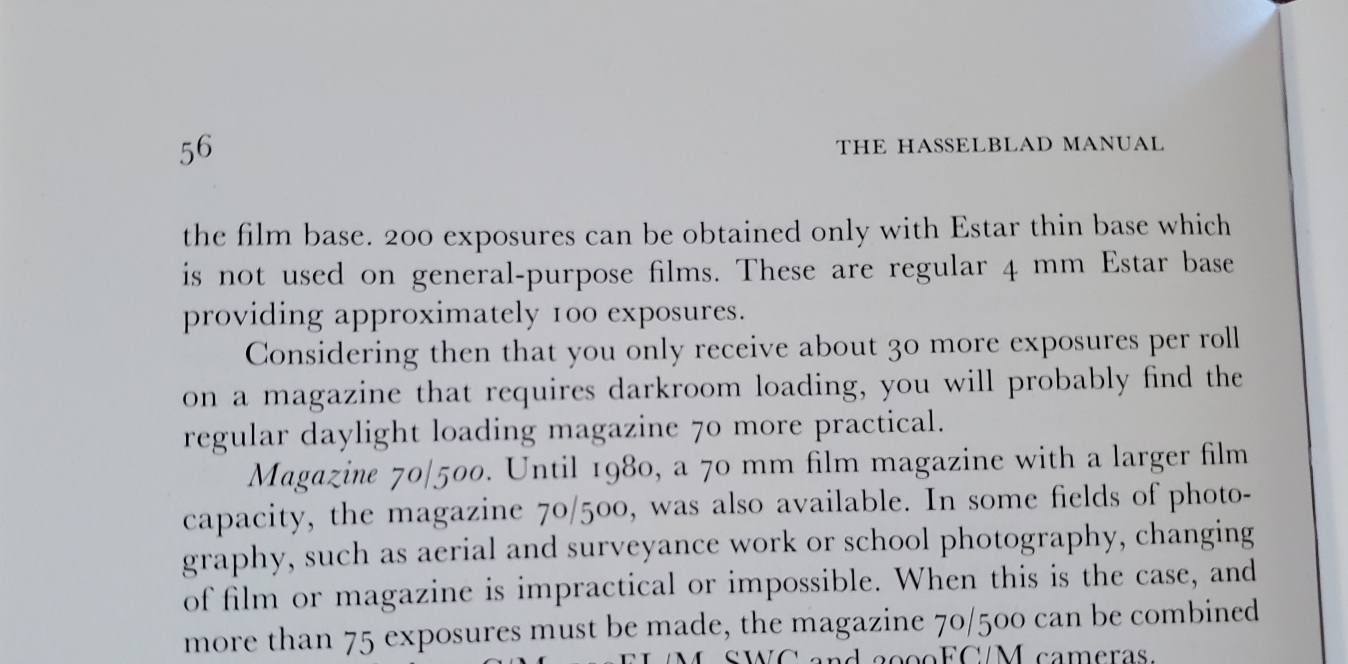 56
THE HASSELBLAD MANUAL
the film base. 200 exposures can be obtained only with Estar thin base which
is not used on general-purpose films. These are regular 4 mm Estar base
providing approximately 100 exposures.
Considering then that you only receive about 30 more exposures per roll
on a magazine that requires darkroom loading, you will probably find the
regular daylight loading magazine 70 more practical.
Magazine 70/500. Until 1980, a 70 mm film magazine with a larger film
capacity, the magazine 70/500, was also available. In some fields of photo-
graphy, such as aerial and surveyance work or school photography, changing
of film or magazine is impractical or impossible. When this is the case, and
more than 75 exposures must be made, the magazine 70/500 can be combined
SWC and 2000FC/M cameras.